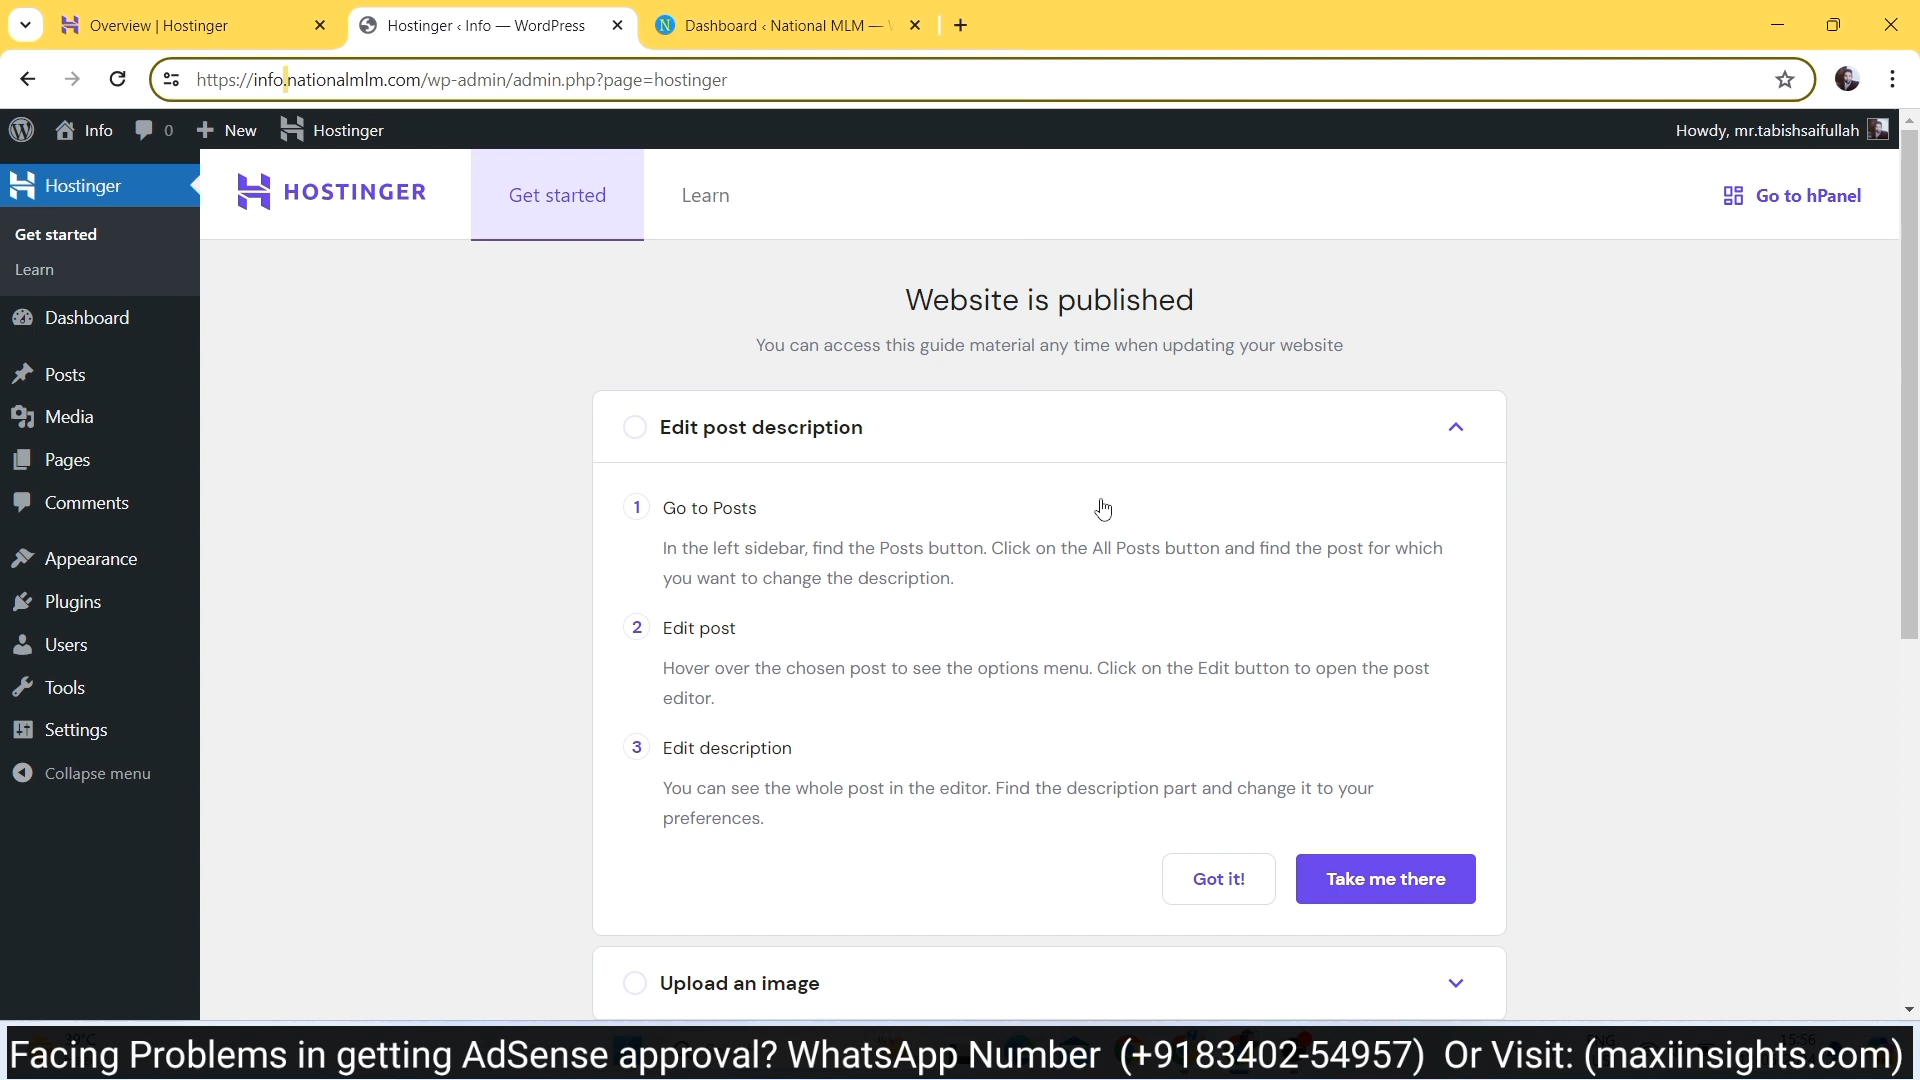 Overview | Hostinger
Hostinger ‹ Info — WordPress
Dashboard ‹ National MLM —
https://info.nationalmlm.com/wp-admin/admin.php?page=hostinger
Info
0
New
Hostinger
Howdy, mr.tabishsaifullah
Hostinger
Get started
Learn
Dashboard
Posts
Media
Pages
Comments
Appearance
Plugins
Users
Tools
Settings
Collapse menu
HOSTINGER
Get started
Learn
Go to hPanel
Website is published
You can access this guide material any time when updating your website
Edit post description
1 Go to Posts
In the left sidebar, find the Posts button. Click on the All Posts button and find the post for which
you want to change the description.
2 Edit post
Hover over the chosen post to see the options menu. Click on the Edit button to open the post
editor.
3 Edit description
You can see the whole post in the editor. Find the description part and change it to your
preferences.
Got it!
Take me there
Upload an image
Facing Problems in getting AdSense approval? WhatsApp Number (+9183402-54957) Or Visit: (maxiinsights.com)